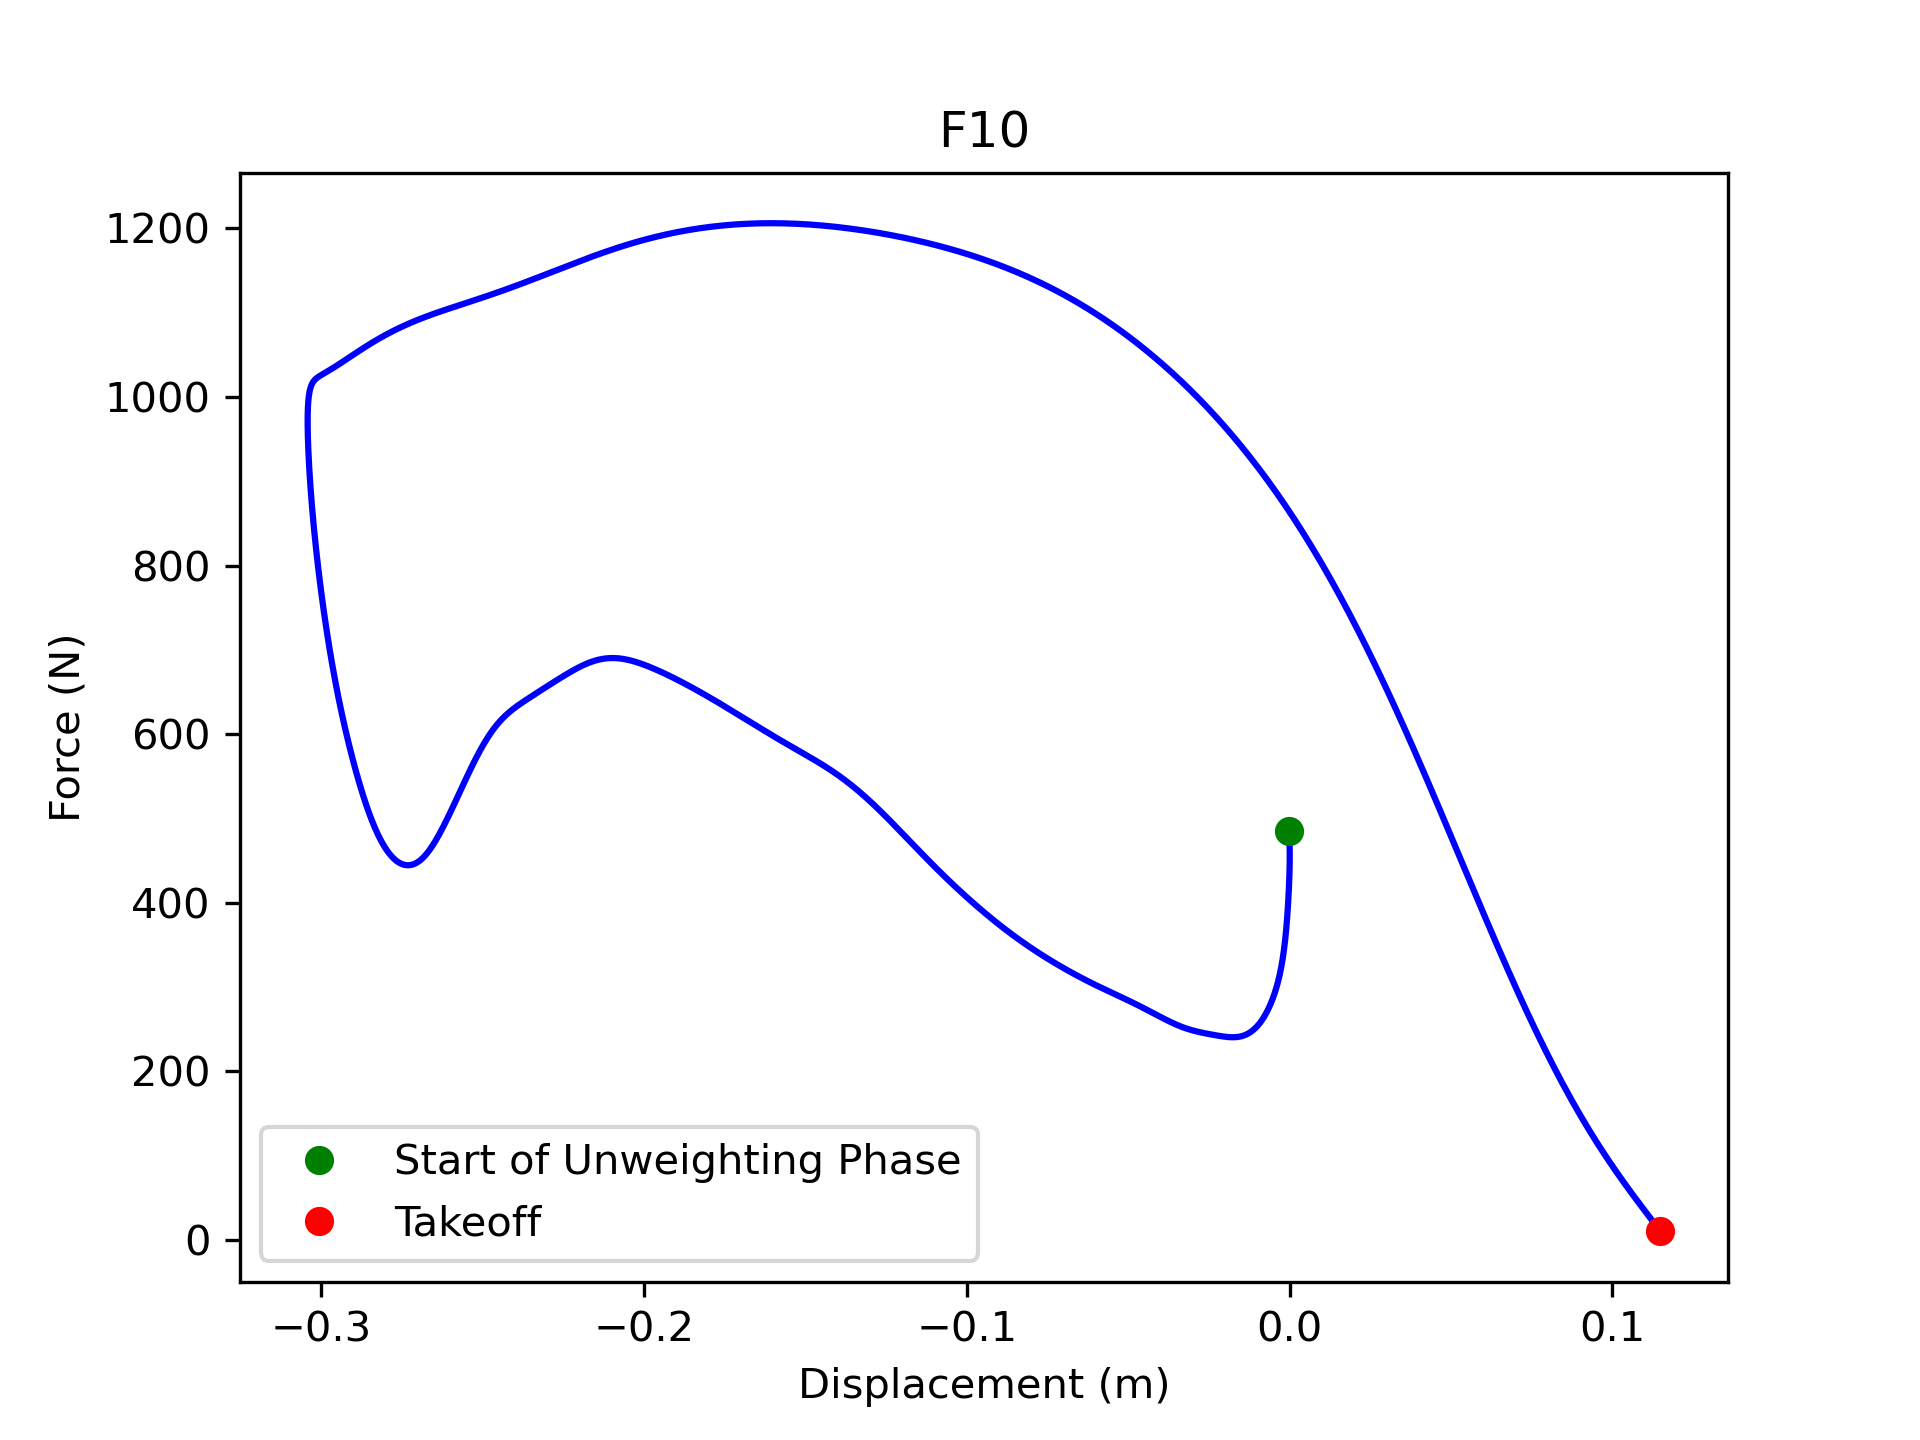 F10
1200
1000
800
600
400
200
0
Force (N)
Start of Unweighting Phase
Takeoff
−0.3
−0.2
−0.1
0.0
0.1
Displacement (m)